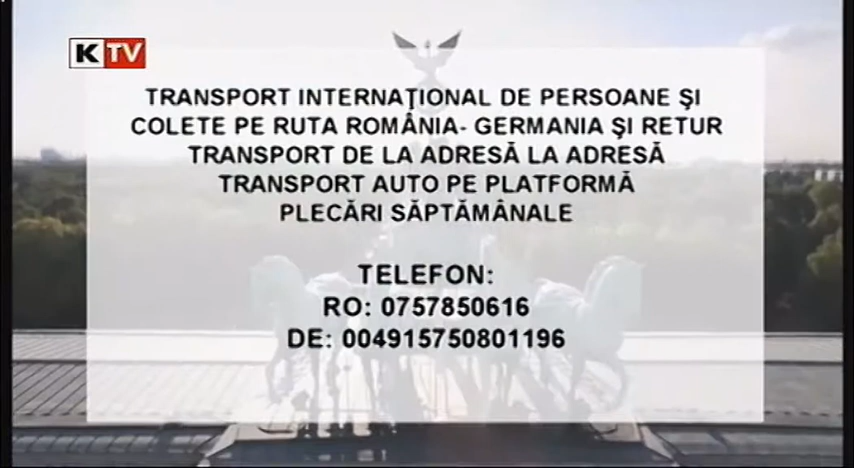 KTV
TRANSPORT INTERNAŢIONAL DE PERSOANE ŞI
COLETE PE RUTA ROMÂNIA- GERMANIA ŞI RETUR
TRANSPORT DE LA ADRESĂ LA ADRESĂ
TRANSPORT AUTO PE PLATFORMĂ
PLECĂRI SĂPTĂMÂNALE
TELEFON:
RO: 0757850616
DE: 004915750801196